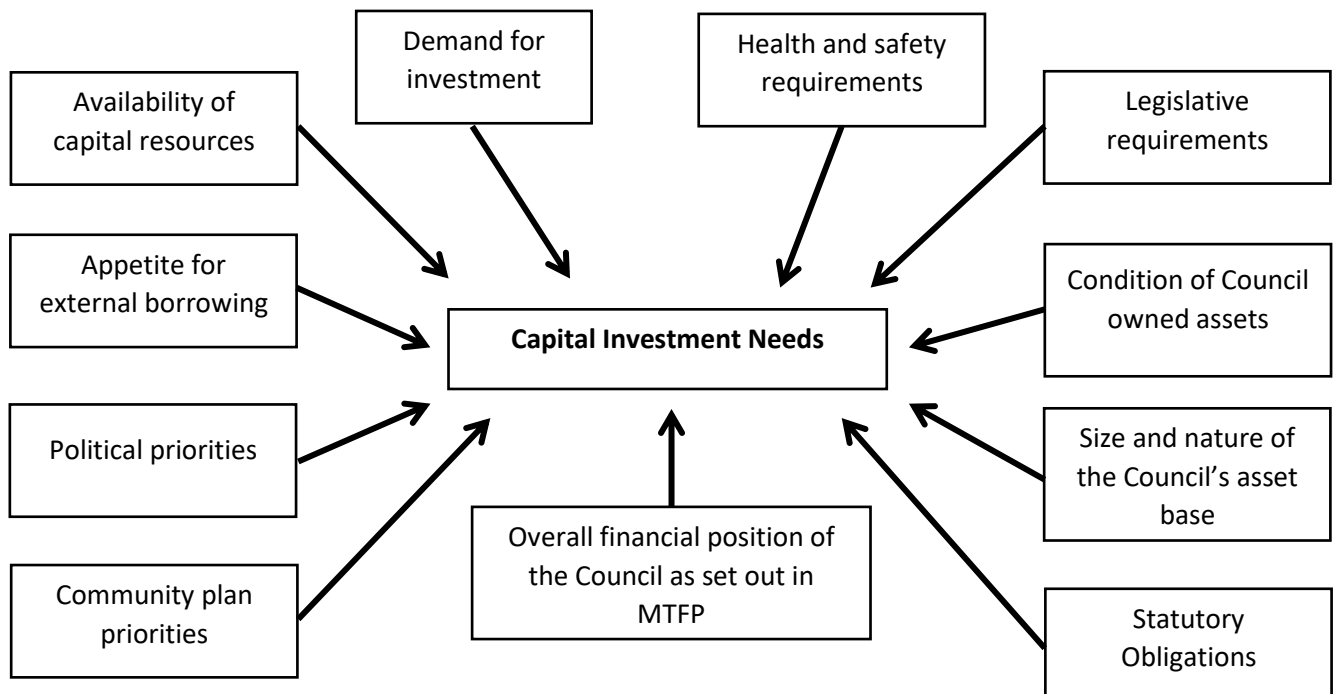 Demand for
investment
Health and safety
requirements
Availability of
capital resources
Legislative
requirements
Appetite for
external borrowing
Condition of Council
owned assets
Capital Investment Needs
Political priorities
Size and nature of
the Council’s asset
base
Overall financial position of
the Council as set out in
MTFP
Community plan
priorities
Statutory
Obligations